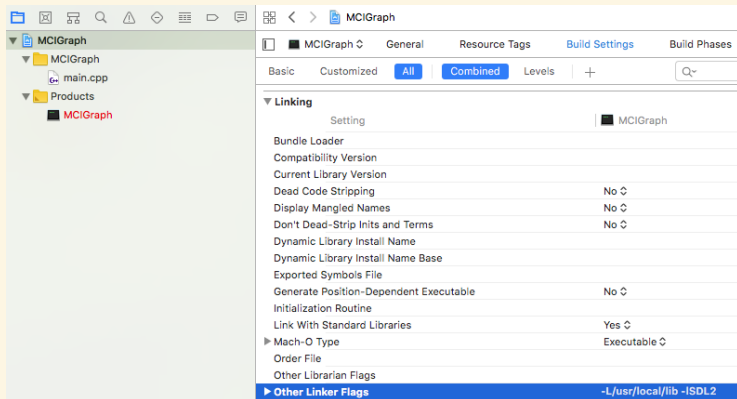 MCIGraph
MCIGraph
MCIGraph
main.cpp
Products
MCIGraph
MCIGraph General Resource Tags Build Settings Build Phases
Basic Customized All Combined Levels +
Linking
Setting MCIGraph
Bundle Loader
Compatibility Version
Current Library Version
Dead Code Stripping No
Display Mangled Names No
Don't Dead-Strip Inits and Terms No
Dynamic Library Install Name
Dynamic Library Install Name Base
Exported Symbols File
Generate Position-Dependent Executable No
Initialization Routine
Link With Standard Libraries Yes
Mach-O Type Executable
Order File
Other Librarian Flags
Other Linker Flags -L/usr/local/lib -lSDL2